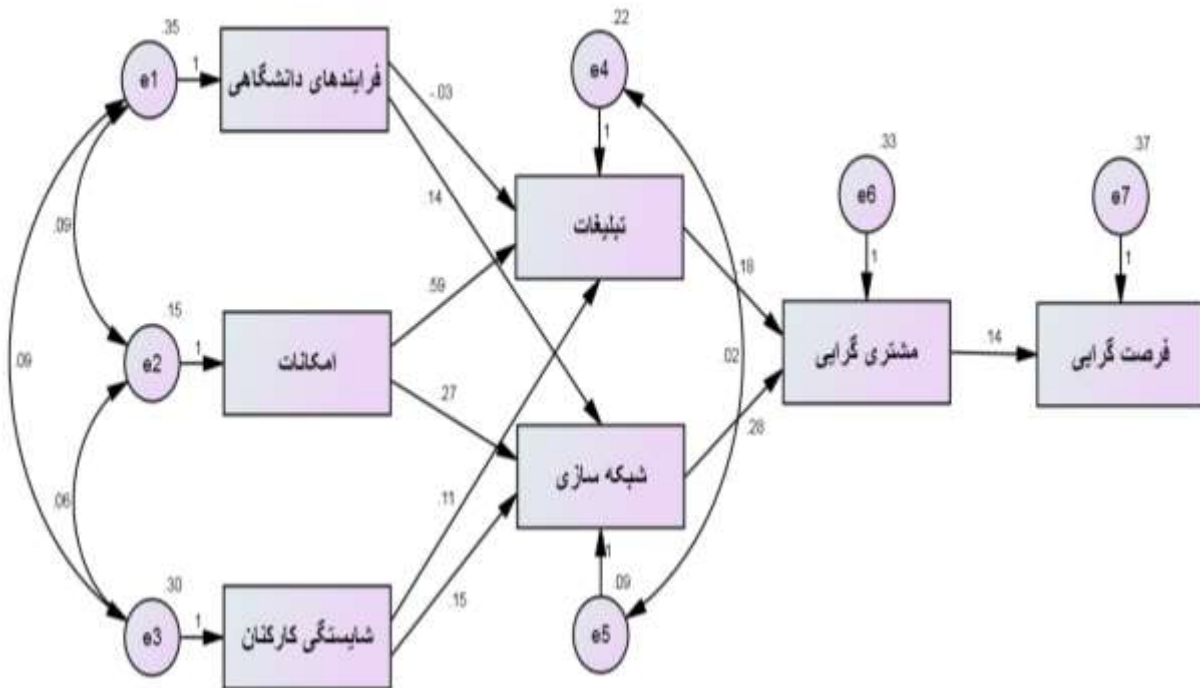 .35
e1
1
فرایندهای دانشگاهی
-.03
.14
.22
e4
1
تبلیغات
.33
e6
1
.37
e7
1
.09
.59
.18
.15
e2
1
امکانات
.27
.09
.02
مشتری گرایی
.14
فرصت گرایی
.28
شبکه سازی
.06
.11
.15
1
.09
e5
.30
e3
1
شایستگی کارکنان